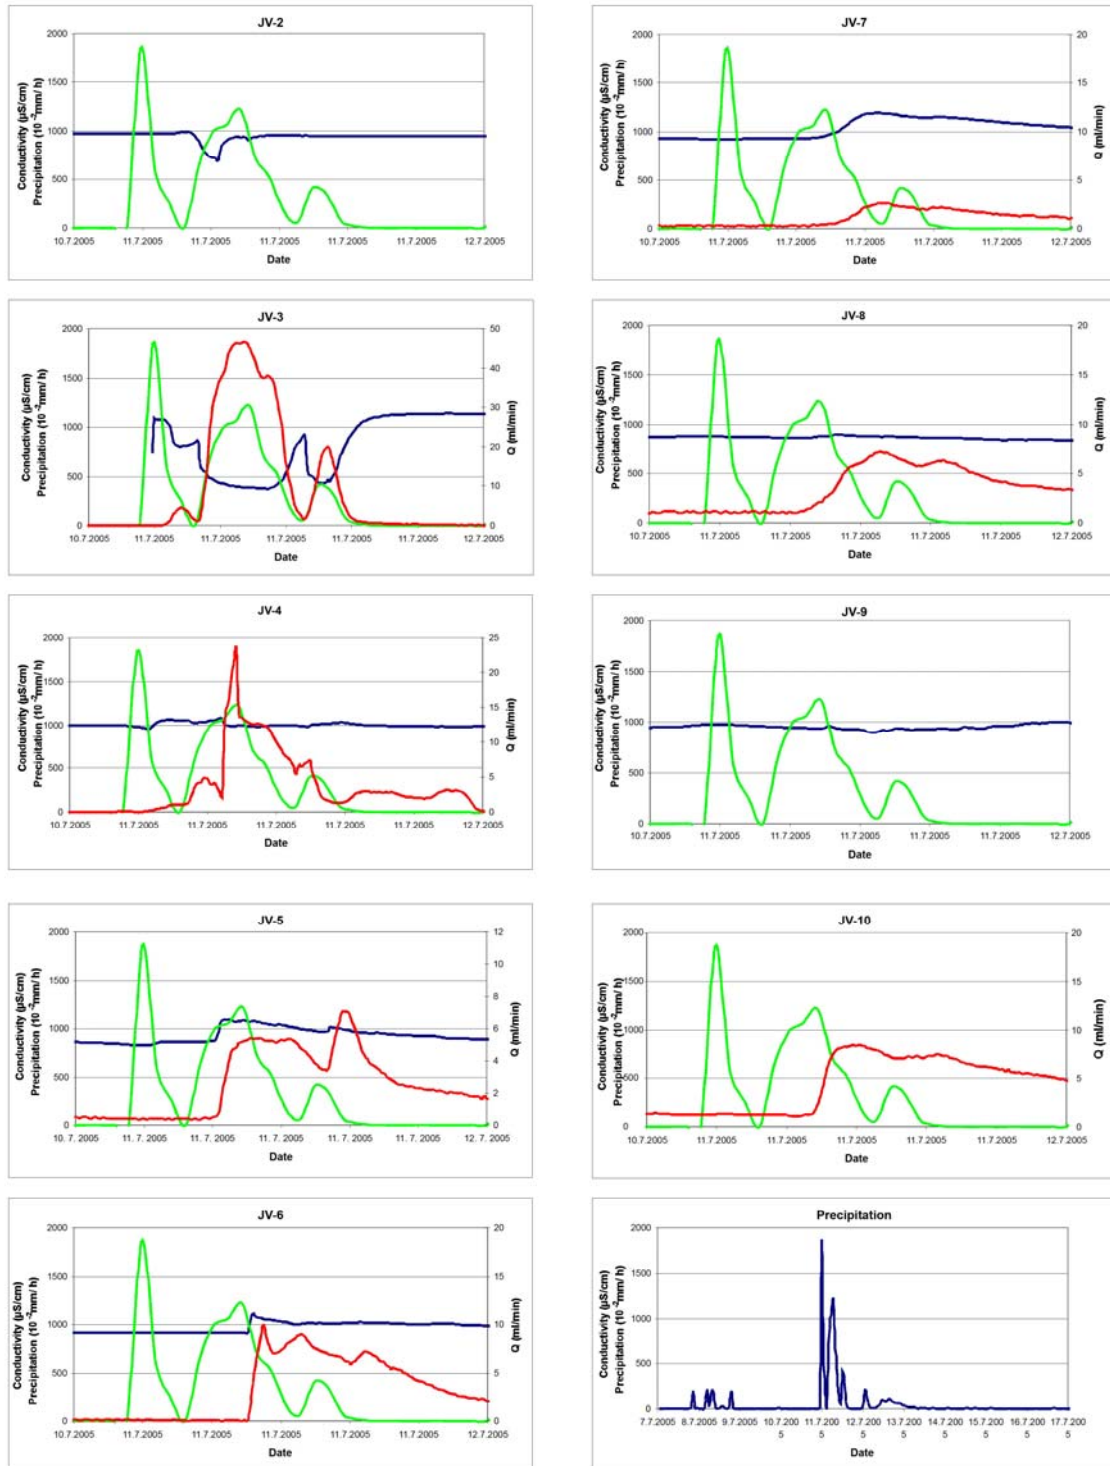 JV-2
Conductivity (µS/cm)
Precipitation (10 -2mm/ h)
2000
1500
1000
500
0
10.7.2005 11.7.2005 11.7.2005 11.7.2005 11.7.2005 11.7.2005 12.7.2005
Date
JV-7
Conductivity (µS/cm)
Precipitation (10 -2mm/ h)
2000
1500
1000
500
0
20
15
10
5
0
Q (ml/min)
10.7.2005 11.7.2005 11.7.2005 11.7.2005 11.7.2005 11.7.2005 12.7.2005
Date
JV-3
Conductivity (µS/cm)
Precipitation (10 -2mm/ h)
2000
1500
1000
500
0
50
40
30
20
10
0
Q (ml/min)
10.7.2005 11.7.2005 11.7.2005 11.7.2005 11.7.2005 11.7.2005 12.7.2005
Date
JV-8
Conductivity (µS/cm)
Precipitation (10 -2mm/ h)
2000
1500
1000
500
0
20
15
10
5
0
Q (ml/min)
10.7.2005 11.7.2005 11.7.2005 11.7.2005 11.7.2005 11.7.2005 12.7.2005
Date
JV-4
Conductivity (µS/cm)
Precipitation (10 -2mm/ h)
2000
1500
1000
500
0
25
20
15
10
5
0
Q (ml/min)
10.7.2005 11.7.2005 11.7.2005 11.7.2005 11.7.2005 11.7.2005 12.7.2005
Date
JV-9
Conductivity (µS/cm)
Precipitation (10 -2mm/ h)
2000
1500
1000
500
0
10.7.2005 11.7.2005 11.7.2005 11.7.2005 11.7.2005 11.7.2005 12.7.2005
Date
JV-5
Conductivity (µS/cm)
Precipitation (10 -2mm/ h)
2000
1500
1000
500
0
12
10
8
6
4
2
0
Q (ml/min)
10. 7. 2005 11. 7. 2005 11. 7. 2005 11. 7. 2005 11. 7. 2005 11. 7. 2005 12. 7. 2005
Date
JV-10
Conductivity (µS/cm)
Precipitation (10 -2mm/ h)
2000
1500
1000
500
0
20
15
10
5
0
Q (ml/min)
10.7.2005 11.7.2005 11.7.2005 11.7.2005 11.7.2005 11.7.2005 12.7.2005
Date
JV-6
Conductivity (µS/cm)
Precipitation (10 -2mm/ h)
2000
1500
1000
500
0
20
15
10
5
0
Q (ml/min)
10.7.2005 11.7.2005 11.7.2005 11.7.2005 11.7.2005 11.7.2005 12.7.2005
Date
Precipitation
Conductivity (µS/cm)
Precipitation (10 -2mm/ h)
2000
1500
1000
500
0
7.7.2005 8.7.2005 9.7.2005 10.7.200 11.7.200 12.7.200 13.7.200 14.7.200 15.7.200 16.7.200 17.7.200
5 5 5 5 5 5 5 5
Date